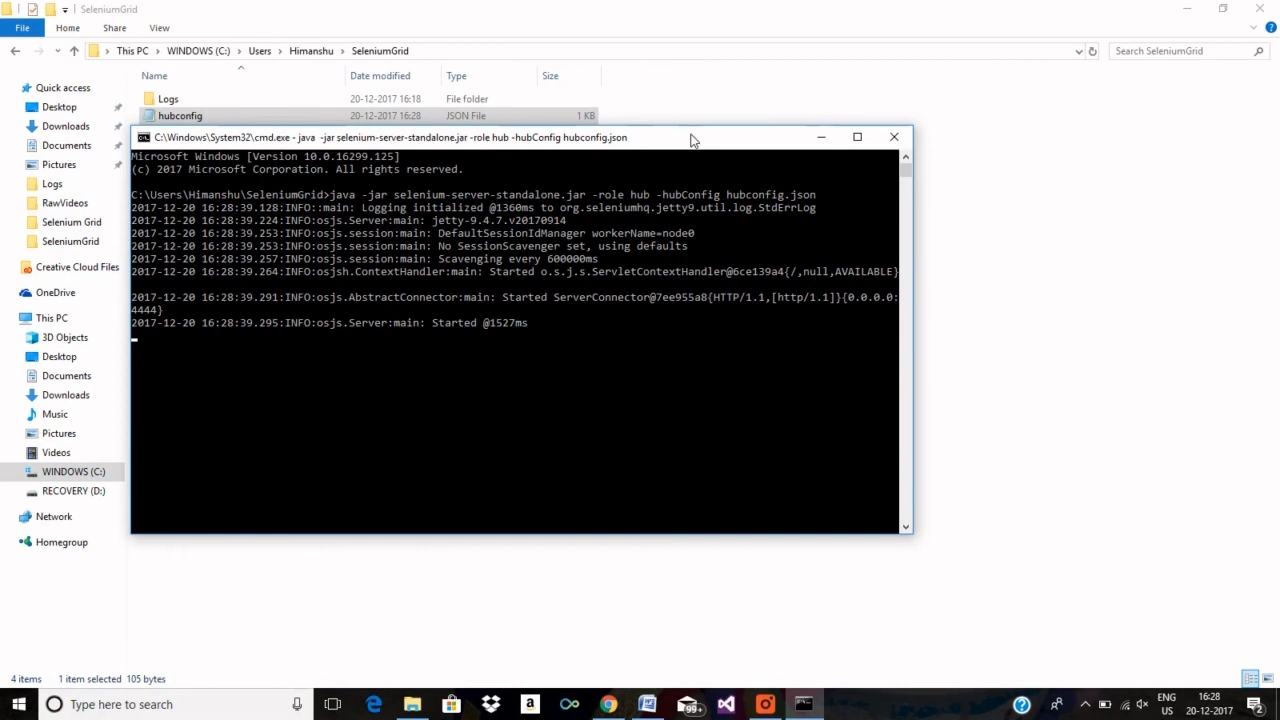 SeleniumGrid
File Home Share View
This PC WINDOWS (C:) Users Himanshu SeleniumGrid Search SeleniumGrid
Name Date modified Type Size
Quick access
Desktop
Downloads
Documents
Pictures
Logs
RawVideos
Selenium Grid
SeleniumGrid
Creative Cloud Files
OneDrive
This PC
3D Objects
Desktop
Documents
Downloads
Music
Pictures
Videos
WINDOWS (C:)
RECOVERY (D:)
Network
Homegroup
Logs 20-12-2017 16:18 File folder
hubconfig 20-12-2017 16:28 JSON File 1 KB
C:\Windows\System32\cmd.exe - java -jar selenium-server-standalone.jar -role hub -hubConfig hubconfig.json
Microsoft Windows [Version 10.0.16299.125]
(c) 2017 Microsoft Corporation. All rights reserved.
C:\Users\Himanshu\SeleniumGrid>java -jar selenium-server-standalone.jar -role hub -hubConfig hubconfig.json
2017-12-20 16:28:39.128:INFO::main: Logging initialized @1360ms to org.seleniumhq.jetty9.util.log.StdErrLog
2017-12-20 16:28:39.224:INFO:osjs.Server:main: jetty-9.4.7.v20170914
2017-12-20 16:28:39.253:INFO:osjs.session:main: DefaultSessionIdManager workerName=node0
2017-12-20 16:28:39.253:INFO:osjs.session:main: No SessionScavenger set, using defaults
2017-12-20 16:28:39.257:INFO:osjs.session:main: Scavenging every 600000ms
2017-12-20 16:28:39.264:INFO:osjsh.ContextHandler:main: Started o.s.j.s.ServletContextHandler@6ce139a4{/,null,AVAILABLE}
2017-12-20 16:28:39.291:INFO:osjs.AbstractConnector:main: Started ServerConnector@7ee955a8{HTTP/1.1,[http/1.1]}{0.0.0.0:
4444}
2017-12-20 16:28:39.295:INFO:osjs.Server:main: Started @1527ms
4 items 1 item selected 105 bytes
Type here to search
99+
ENG
US
16:28
20-12-2017
2